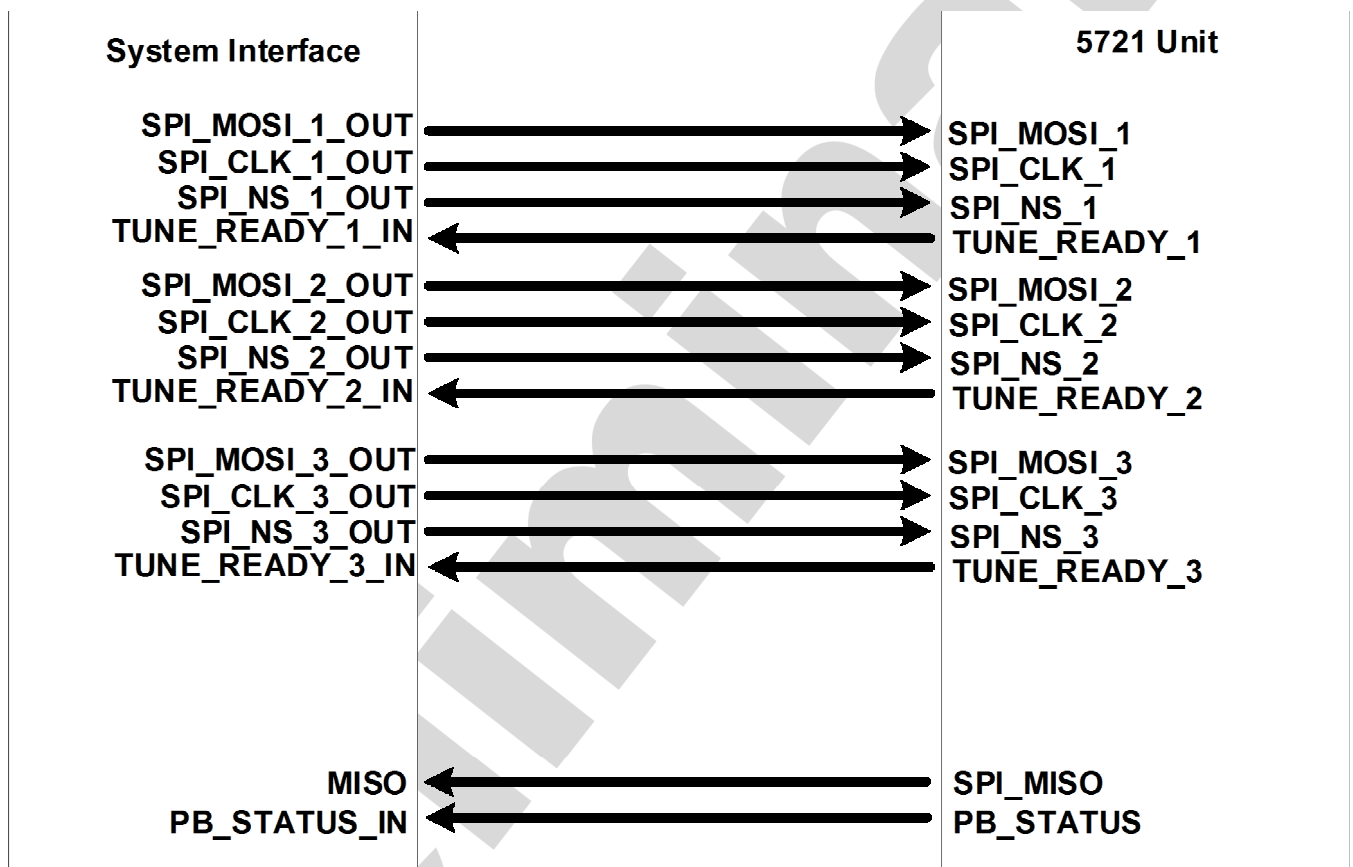 System Interface
5721 Unit
SPI_MOSI_1_OUT
SPI_MOSI_1
SPI_CLK_1_OUT
SPI_CLK_1
SPI_NS_1_OUT
SPI_NS_1
TUNE_READY_1_IN
TUNE_READY_1
SPI_MOSI_2_OUT
SPI_MOSI_2
SPI_CLK_2_OUT
SPI_CLK_2
SPI_NS_2_OUT
SPI_NS_2
TUNE_READY_2_IN
TUNE_READY_2
SPI_MOSI_3_OUT
SPI_MOSI_3
SPI_CLK_3_OUT
SPI_CLK_3
SPI_NS_3_OUT
SPI_NS_3
TUNE_READY_3_IN
TUNE_READY_3
MISO
SPI_MISO
PB_STATUS_IN
PB_STATUS